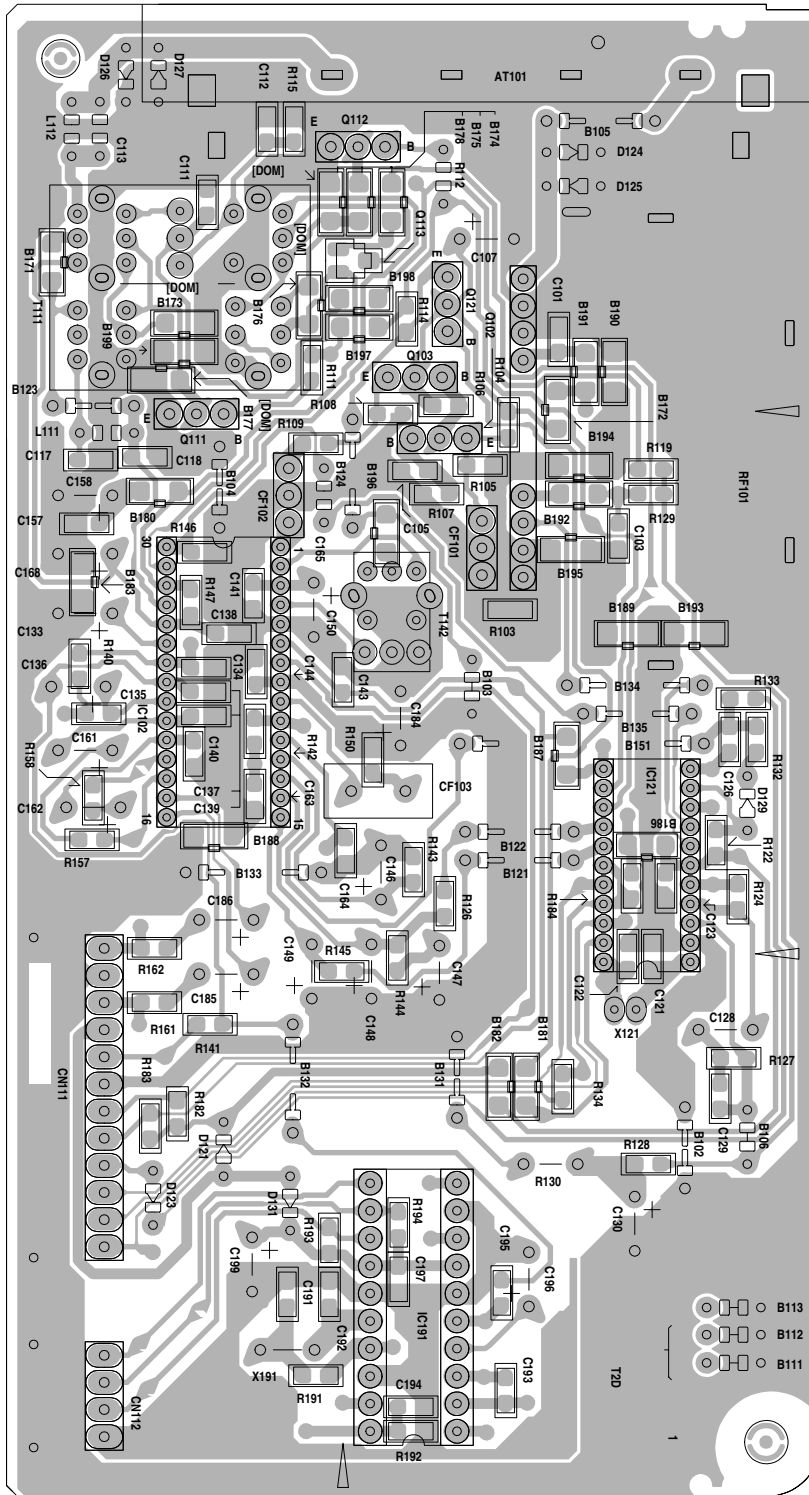 D126
D127
C112
R115
AT101
L112
C113
E
Q112
B
B178
B175
B174
B105
D124
D125
[DOM]
C111
R112
[DOM]
Q113
C107
B171
T111
[DOM]
B173
B176
B198
E
Q121
B
C101
B191
B190
B199
R114
Q102
B197
Q103
R104
R111
E
B
R106
B123
R108
[DOM]
B177
B172
E
Q111
B
L111
R109
B
E
B194
C117
C118
R119
C158
B104
B124
B196
R105
RF101
CF102
R107
R129
C157
B180
C105
B192
R146
CF101
C103
30
1
C165
B195
C168
B183
C141
R147
C150
T142
C138
R103
C133
B189
B193
R140
C136
C134
C144
C143
B103
C135
IC102
C184
B134
R133
B135
C161
R142
R150
B187
B151
R158
C140
IC121
C126
R132
C137
C163
CF103
D129
C162
C139
B186
16
15
R122
R157
B188
B122
R143
B121
B133
C146
R124
C164
R126
R184
C123
C186
C149
R145
C147
R162
C122
C121
C185
R144
X121
C128
R161
C148
R141
B182
B181
R127
CN111
B132
B131
R183
R182
R134
C129
B102
B106
D121
R128
D123
R130
D131
R194
C130
R193
C195
C199
C197
C196
C191
IC191
B113
C192
B112
X191
B111
R191
C193
T2D
C194
CN112
1
R192